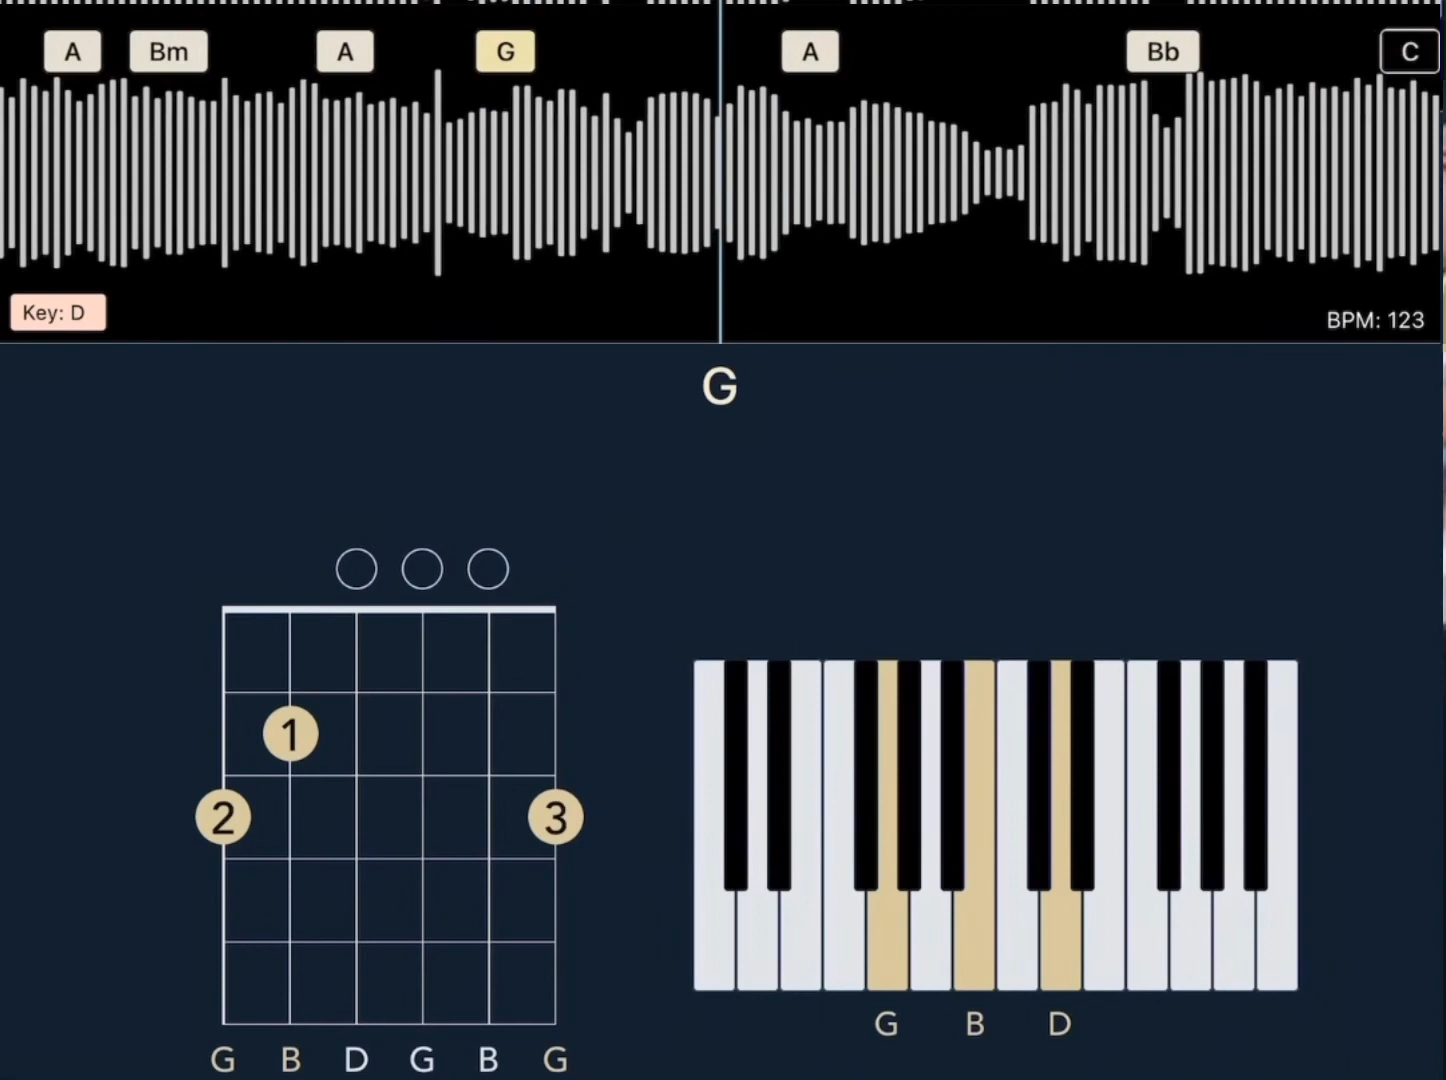 A Bm A G A Bb C
Key: D
BPM: 123
G
1
2 3
G B D
G B D G B G